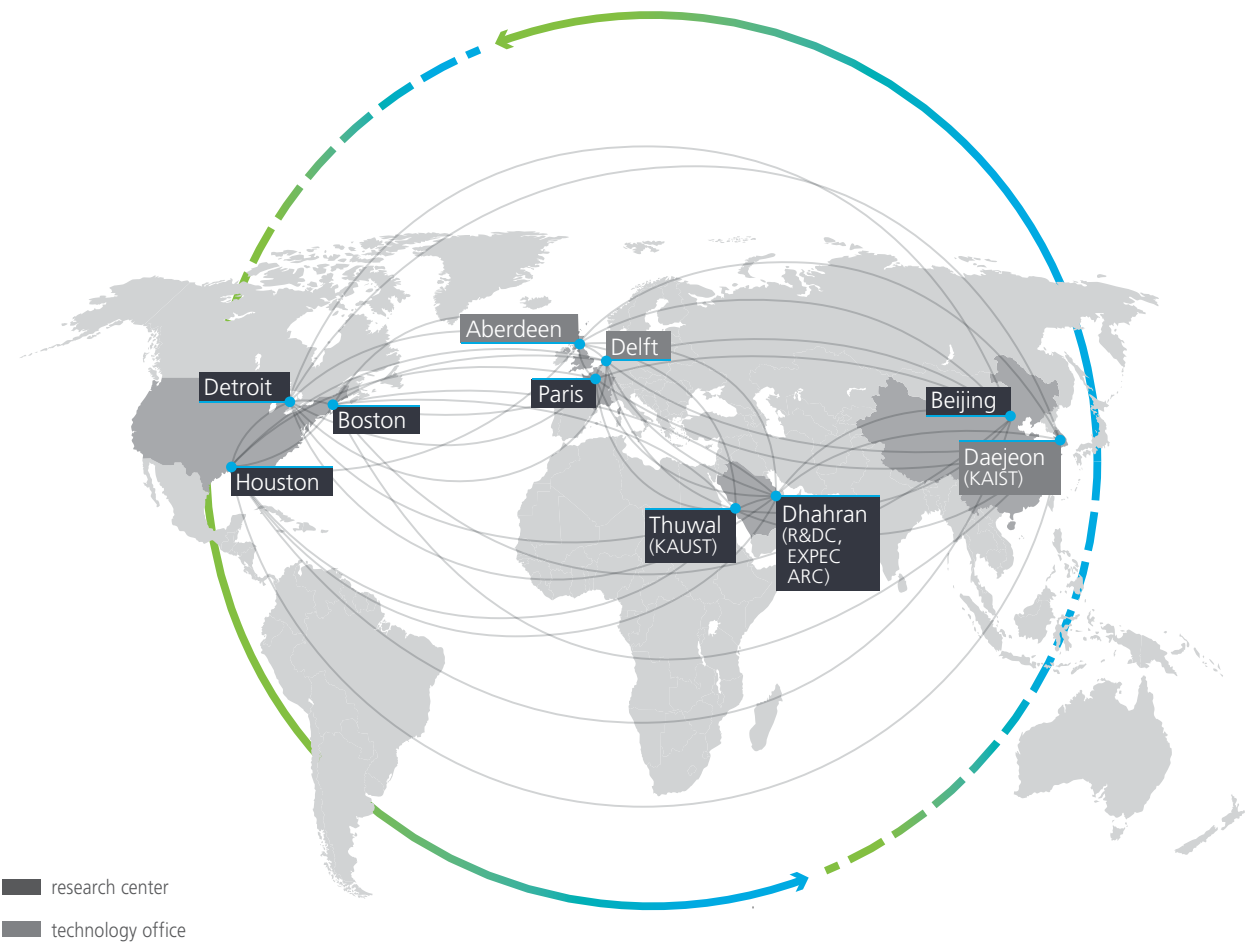 Aberdeen
Delft
Detroit
Paris
Boston
Beijing
Houston
Daejeon
(KAIST)
Thuwal
(KAUST)
Dhahran
(R&DC,
EXPEC
ARC)
research center
technology office